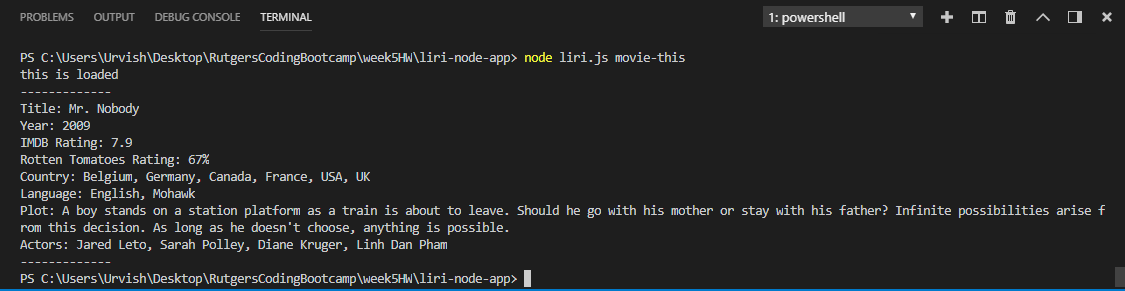 PROBLEMS OUTPUT DEBUG CONSOLE TERMINAL 1: powershell
PS C:\Users\Urvish\Desktop\RutgersCodingBootcamp\week5HW\liri-node-app> node liri.js movie-this
this is loaded
-------------
Title: Mr. Nobody
Year: 2009
IMDB Rating: 7.9
Rotten Tomatoes Rating: 67%
Country: Belgium, Germany, Canada, France, USA, UK
Language: English, Mohawk
Plot: A boy stands on a station platform as a train is about to leave. Should he go with his mother or stay with his father? Infinite possibilities arise f
rom this decision. As long as he doesn't choose, anything is possible.
Actors: Jared Leto, Sarah Polley, Diane Kruger, Linh Dan Pham
-------------
PS C:\Users\Urvish\Desktop\RutgersCodingBootcamp\week5HW\liri-node-app>